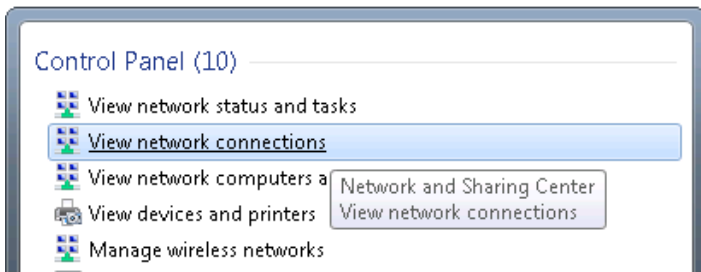 Control Panel (10)
View network status and tasks
View network connections
View network computers a
Network and Sharing Center
View network connections
View devices and printers
Manage wireless networks